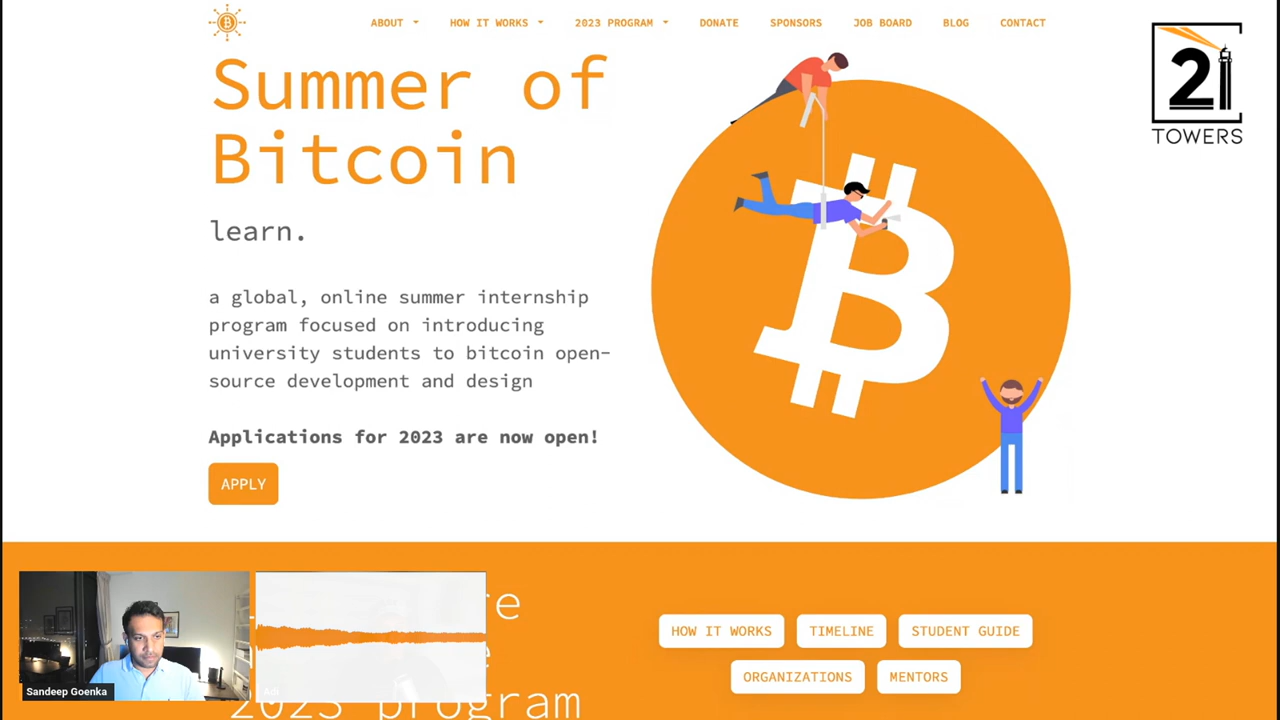 ABOUT HOW IT WORKS 2023 PROGRAM DONATE SPONSORS JOB BOARD BLOG CONTACT
Summer of
Bitcoin
learn.
a global, online summer internship
program focused on introducing
university students to bitcoin open-
source development and design
Applications for 2023 are now open!
APPLY
21
TOWERS
HOW IT WORKS TIMELINE STUDENT GUIDE
ORGANIZATIONS MENTORS
2023 program
Sandeep Goenka
Adi